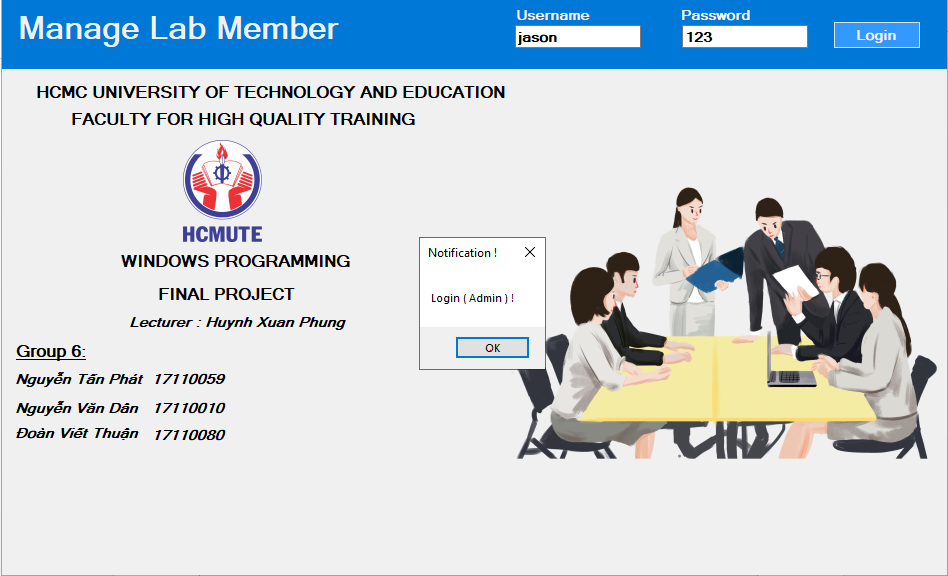 Manage Lab Member
Username
Password
jason
123
Login
HCMC UNIVERSITY OF TECHNOLOGY AND EDUCATION
FACULTY FOR HIGH QUALITY TRAINING
HCMUTE
WINDOWS PROGRAMMING
FINAL PROJECT
Lecturer : Huynh Xuan Phung
Group 6:
Nguyễn Tấn Phát 17110059
Nguyễn Văn Dân 17110010
Đoàn Viết Thuận 17110080
Notification !
Login ( Admin ) !
OK